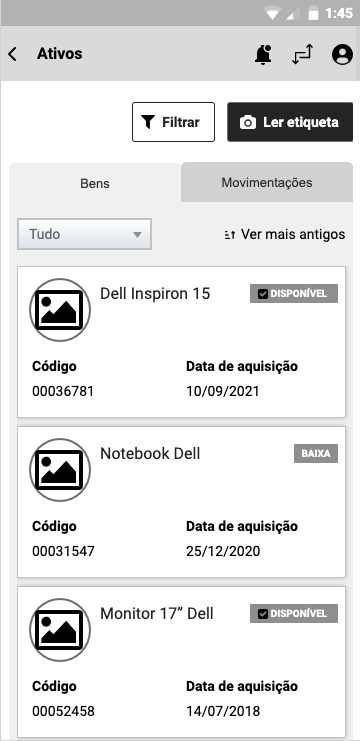 1:45
Ativos
Filtrar
Ler etiqueta
Bens
Movimentações
Tudo
Ver mais antigos
Dell Inspiron 15
DISPONÍVEL
Código
Data de aquisição
00036781
10/09/2021
Notebook Dell
BAIXA
Código
Data de aquisição
00031547
25/12/2020
Monitor 17” Dell
DISPONÍVEL
Código
Data de aquisição
00052458
14/07/2018